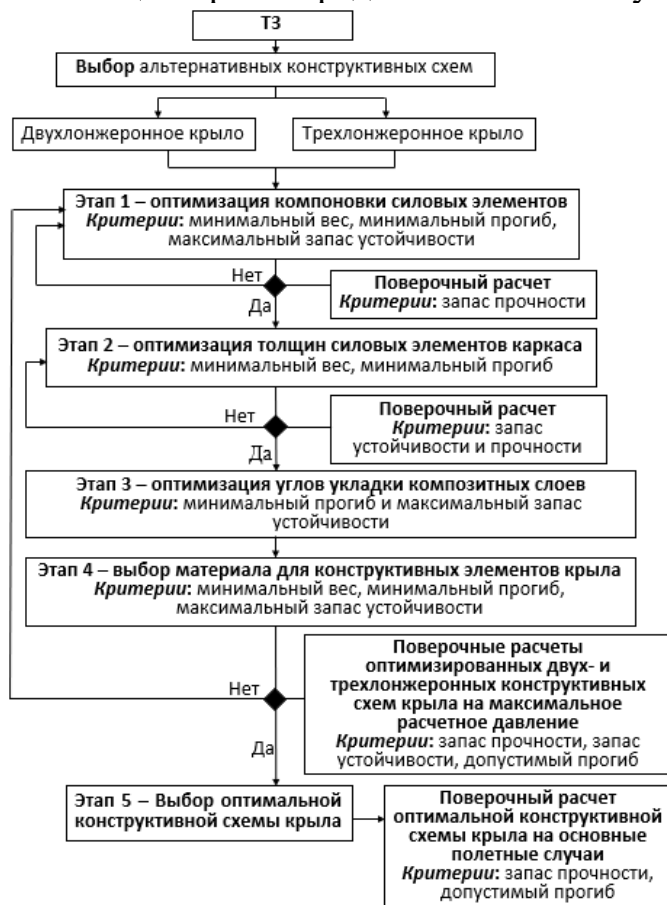 ТЗ
Выбор альтернативных конструктивных схем
Двухлонжеронное крыло
Трехлонжеронное крыло
Этап 1 – оптимизация компоновки силовых элементов
Критерии: минимальный вес, минимальный прогиб,
максимальный запас устойчивости
Нет
Да
Поверочный расчет
Критерии: запас прочности
Этап 2 – оптимизация толщин силовых элементов каркаса
Критерии: минимальный вес, минимальный прогиб
Нет
Да
Поверочный расчет
Критерии: запас
устойчивости и прочности
Этап 3 – оптимизация углов укладки композитных слоев
Критерии: минимальный прогиб и максимальный запас
устойчивости
Этап 4 – выбор материала для конструктивных элементов крыла
Критерии: минимальный вес, минимальный прогиб,
максимальный запас устойчивости
Нет
Да
Поверочные расчеты
оптимизированных двух- и
трехлонжеронных конструктивных
схем крыла на максимальное
расчетное давление
Критерии: запас прочности, запас
устойчивости, допустимый прогиб
Этап 5 – Выбор оптимальной
конструктивной схемы крыла
Поверочный расчет
оптимальной конструктивной
схемы крыла на основные
полетные случаи
Критерии: запас прочности,
допустимый прогиб